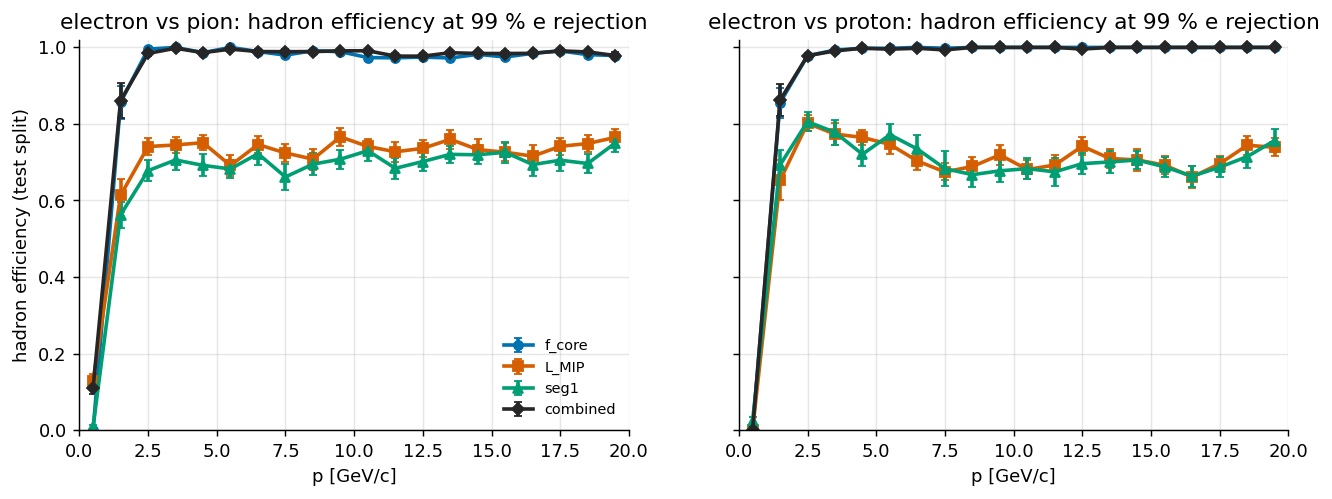 electron vs pion: hadron efficiency at 99 % e rejection
electron vs proton: hadron efficiency at 99 % e rejection
hadron efficiency (test split)
1.0
0.8
0.6
0.4
0.2
0.0
f_core
L_MIP
seg1
combined
0.0 2.5 5.0 7.5 10.0 12.5 15.0 17.5 20.0
0.0 2.5 5.0 7.5 10.0 12.5 15.0 17.5 20.0
p [GeV/c]
p [GeV/c]